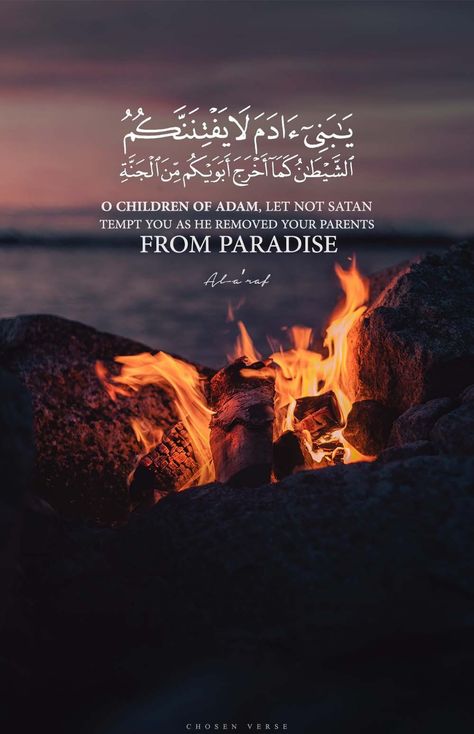 يَـٰبَنِىٓ ءَادَمَ لَا يَفْتِنَنَّكُمُ
ٱلشَّيْطَـٰنُ كَمَآ أَخْرَجَ أَبَوَيْكُم مِّنَ ٱلْجَنَّةِ
O CHILDREN OF ADAM, LET NOT SATAN
TEMPT YOU AS HE REMOVED YOUR PARENTS
FROM PARADISE
Al-a'raf
CHOSEN VERSE